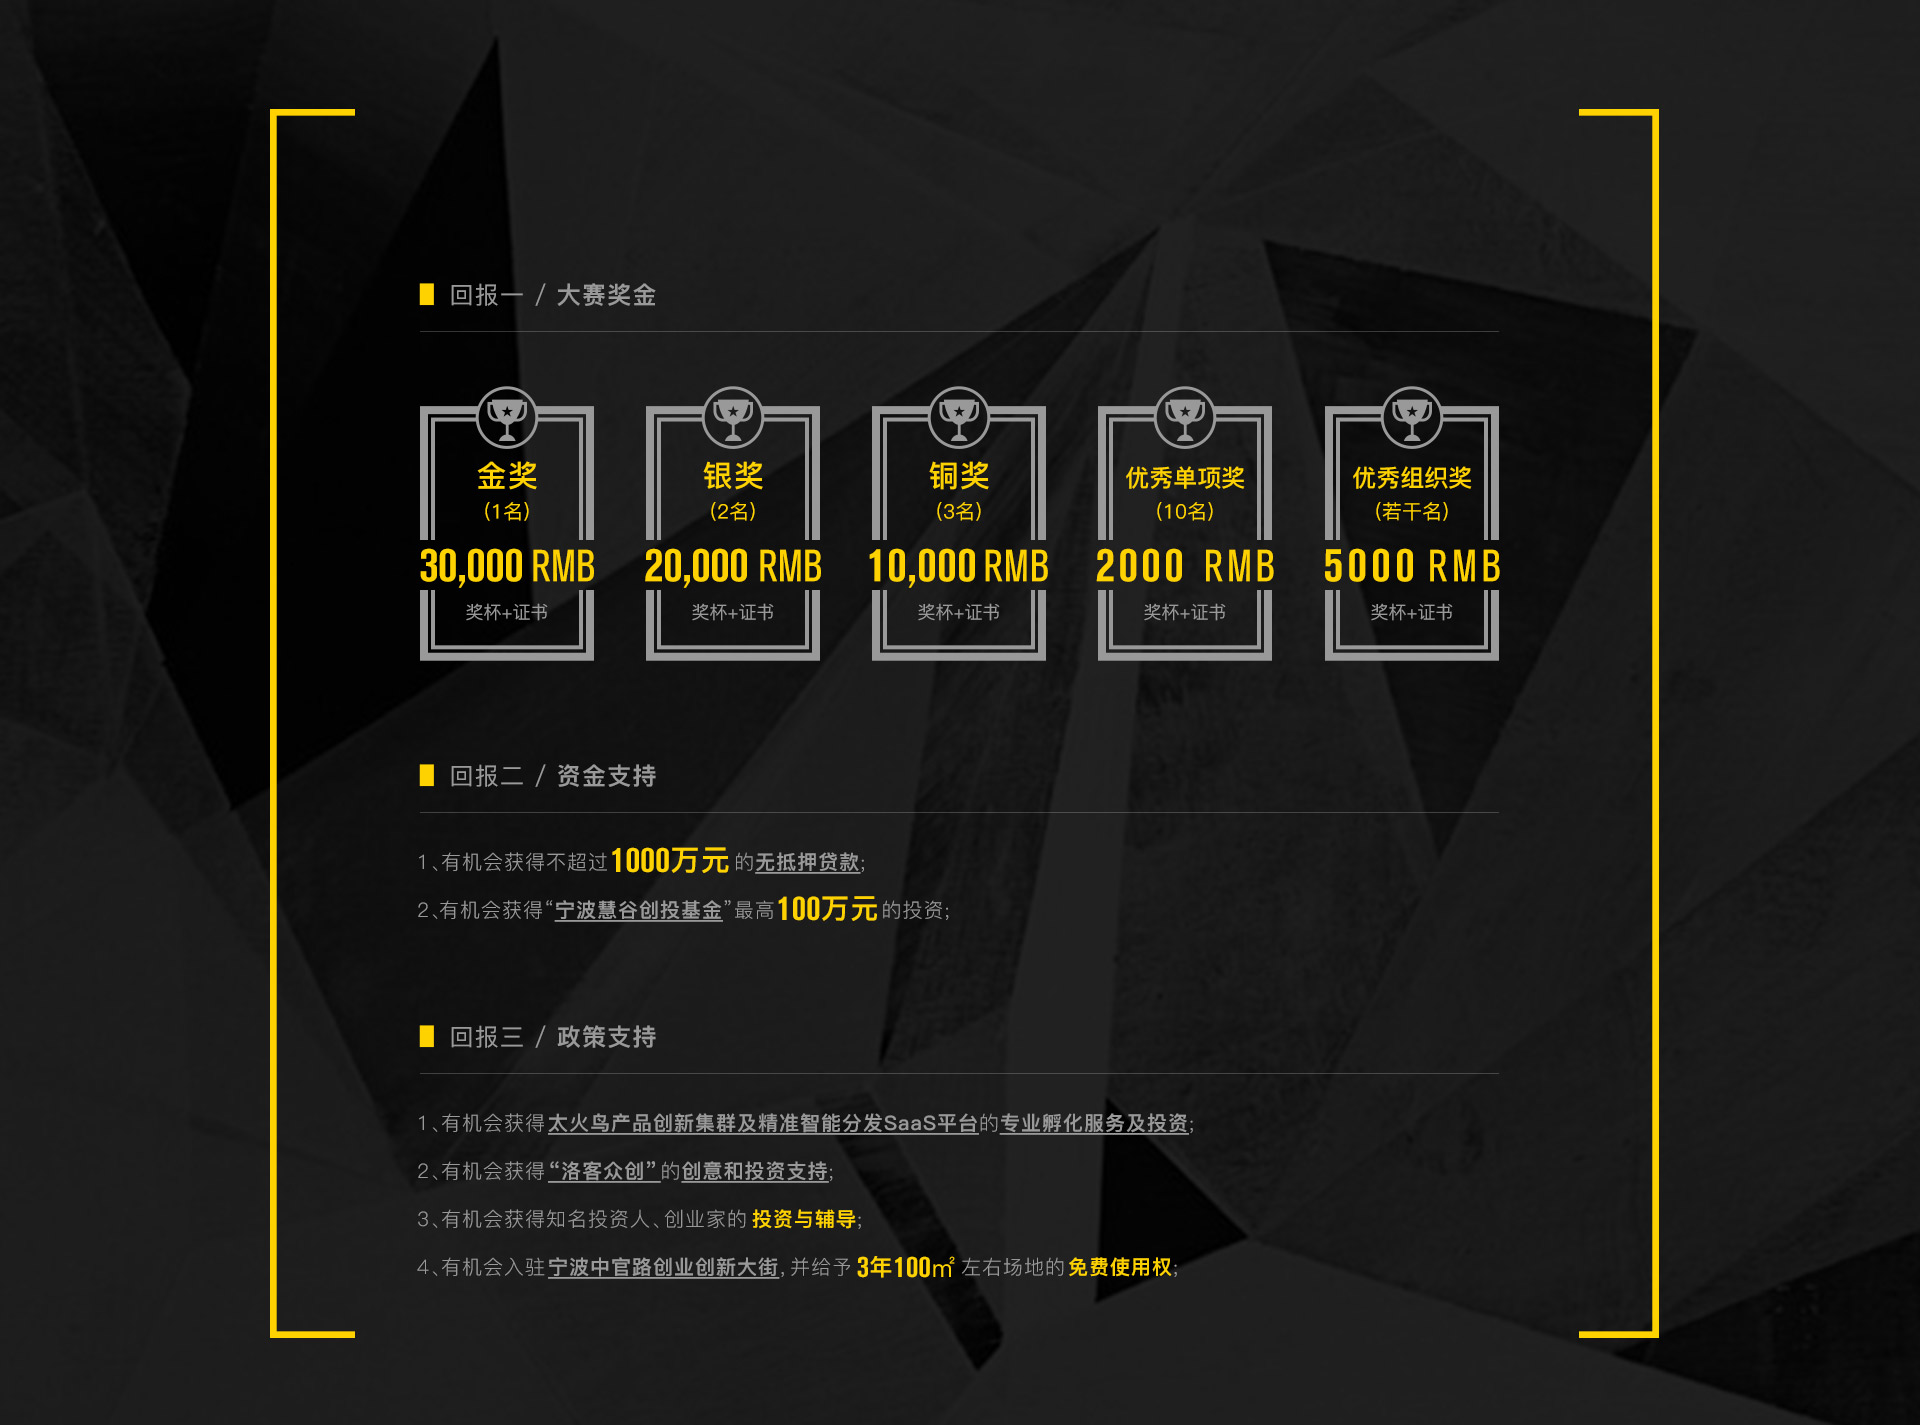 回报一 / 大赛奖金
金奖 银奖 铜奖 优秀单项奖 优秀组织奖
(1名) (2名) (3名) (10名) (若干名)
30,000 RMB 20,000 RMB 10,000 RMB 2000 RMB 5000 RMB
奖杯+证书 奖杯+证书 奖杯+证书 奖杯+证书 奖杯+证书
回报二 / 资金支持
1、有机会获得不超过1000万元的无抵押贷款;
2、有机会获得“宁波慧谷创投基金”最高100万元的投资;
回报三 / 政策支持
1、有机会获得太火鸟产品创新集群及精准智能分发SaaS平台的专业孵化服务及投资;
2、有机会获得“洛客众创”的创意和投资支持;
3、有机会获得知名投资人、创业家的投资与辅导;
4、有机会入驻宁波中官路创业创新大街,并给予3年100㎡左右场地的免费使用权;